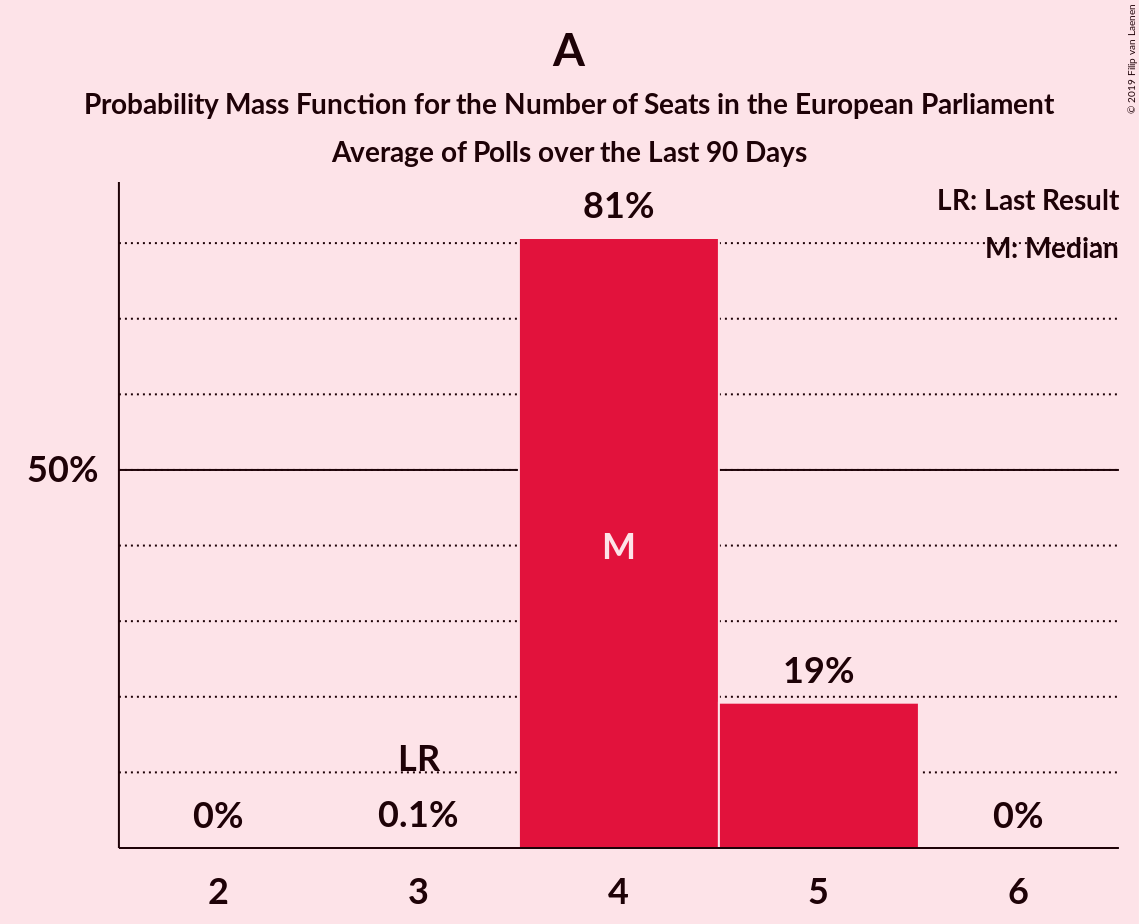 A
Probability Mass Function for the Number of Seats in the European Parliament
Average of Polls over the Last 90 Days
© 2019 Filip van Laenen
LR: Last Result
M: Median
81%
50%
M
19%
LR
0%
0.1%
0%
2
3
4
5
6